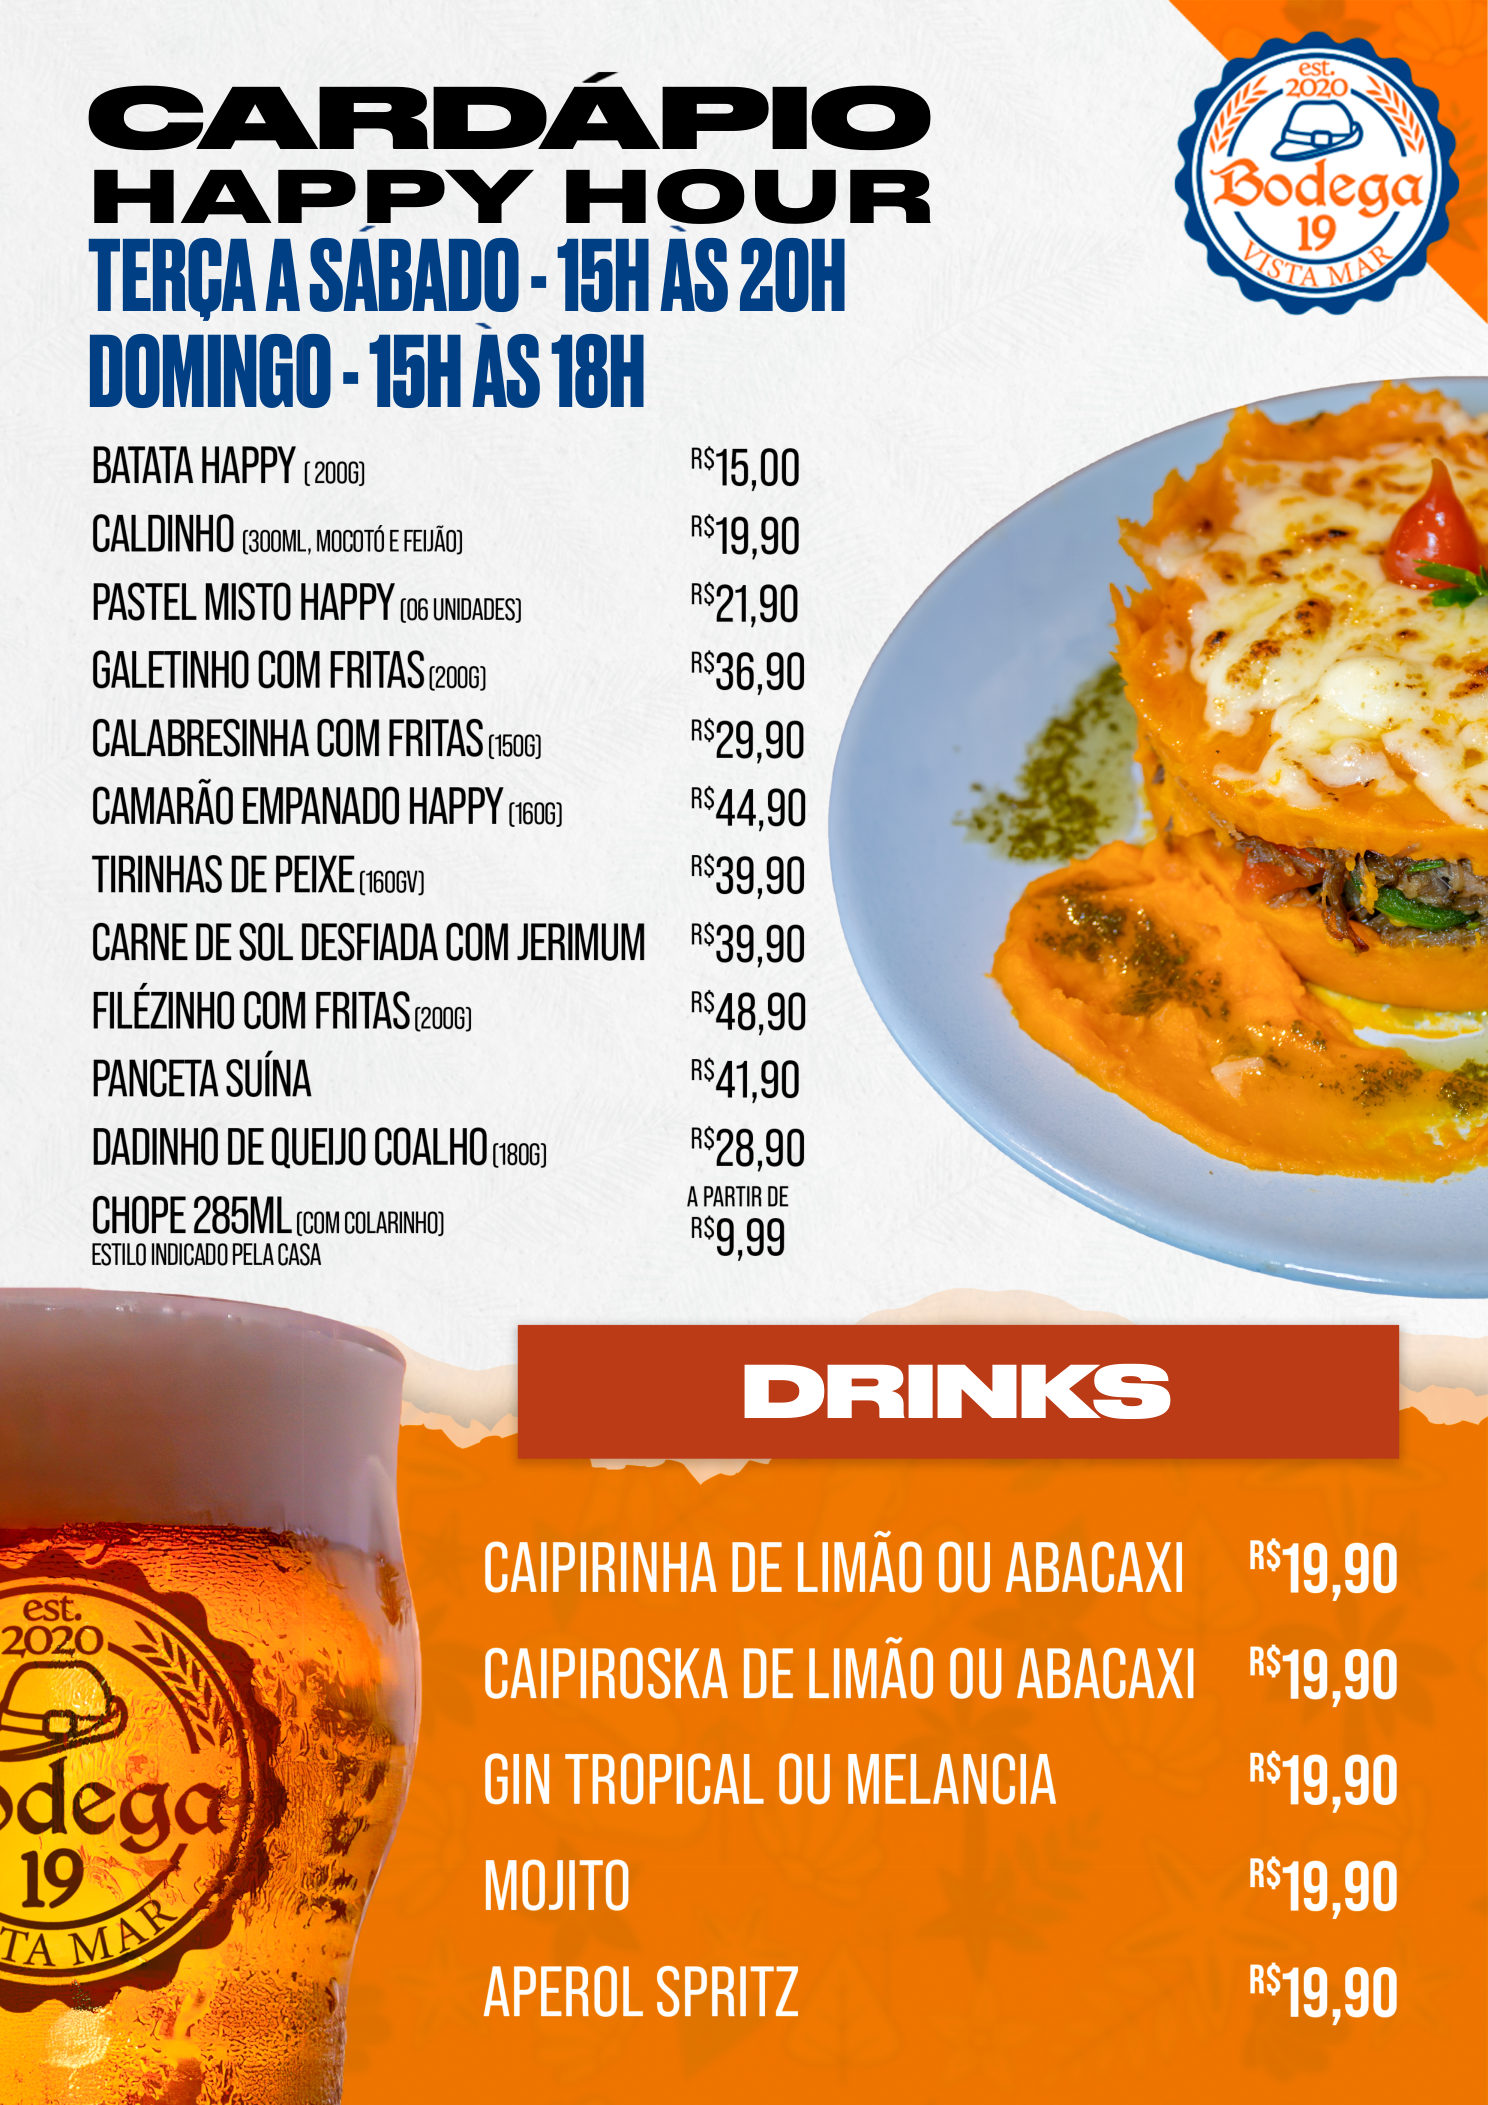 est.
2020
Bodega
19
VISTA MAR
CARDÁPIO
HAPPY HOUR
TERÇA A SÁBADO - 15H ÀS 20H
DOMINGO - 15H ÀS 18H
BATATA HAPPY ( 200G) R$15,00
CALDINHO (300ML, MOCOTÓ E FEIJÃO) R$19,90
PASTEL MISTO HAPPY (06 UNIDADES) R$21,90
GALETINHO COM FRITAS (200G) R$36,90
CALABRESINHA COM FRITAS (150G) R$29,90
CAMARÃO EMPANADO HAPPY (160G) R$44,90
TIRINHAS DE PEIXE (160GV) R$39,90
CARNE DE SOL DESFIADA COM JERIMUM R$39,90
FILÉZINHO COM FRITAS (200G) R$48,90
PANCETA SUÍNA R$41,90
DADINHO DE QUEIJO COALHO (180G) R$28,90
A PARTIR DE
CHOPE 285ML (COM COLARINHO) R$9,99
ESTILO INDICADO PELA CASA
DRINKS
CAIPIRINHA DE LIMÃO OU ABACAXI R$19,90
CAIPIROSKA DE LIMÃO OU ABACAXI R$19,90
GIN TROPICAL OU MELANCIA R$19,90
MOJITO R$19,90
APEROL SPRITZ R$19,90
est.
2020
odega
19
TA MAR